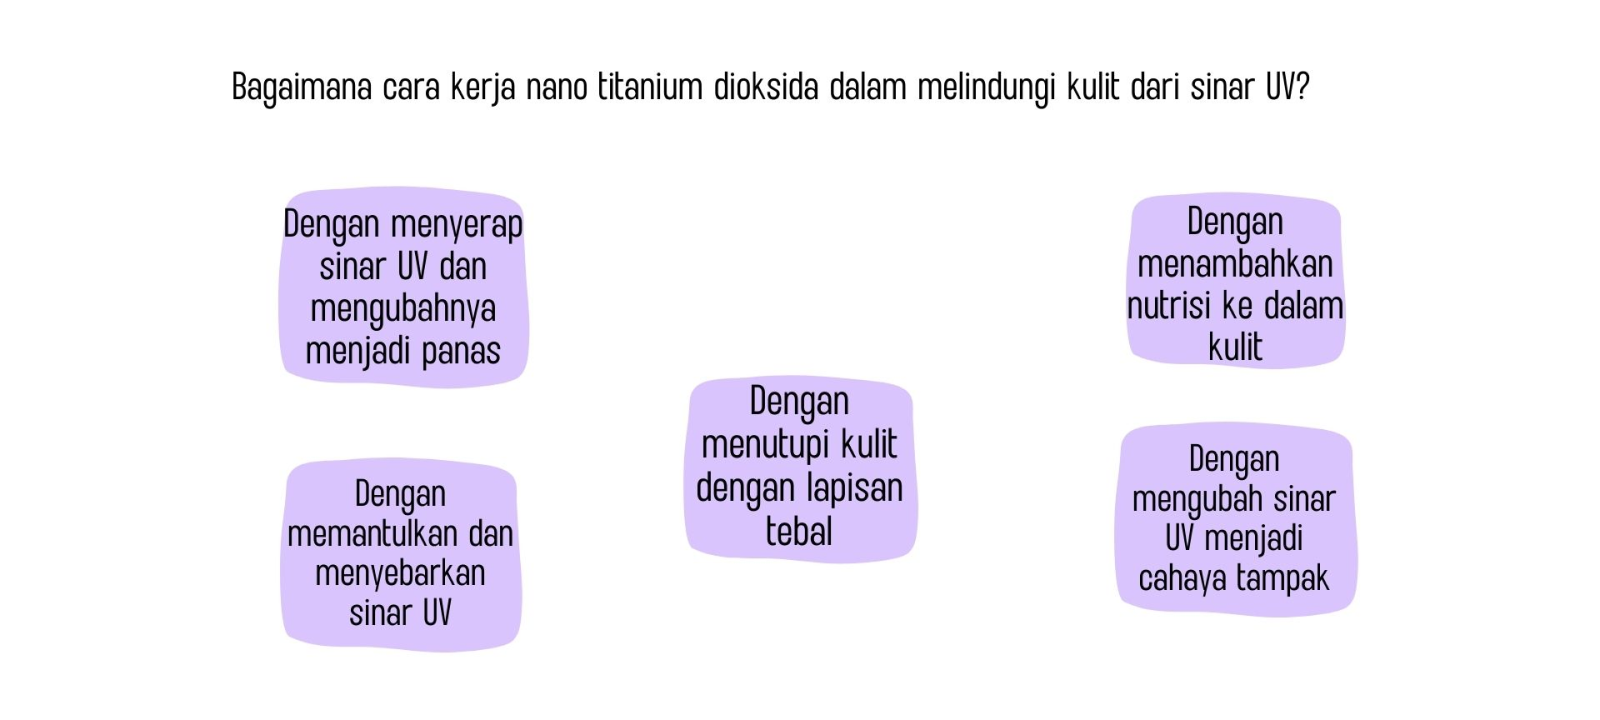 Bagaimana cara kerja nano titanium dioksida dalam melindungi kulit dari sinar UV?
Dengan menyerap
sinar UV dan
mengubahnya
menjadi panas
Dengan
memantulkan dan
menyebarkan
sinar UV
Dengan
menutupi kulit
dengan lapisan
tebal
Dengan
menambahkan
nutrisi ke dalam
kulit
Dengan
mengubah sinar
UV menjadi
cahaya tampak